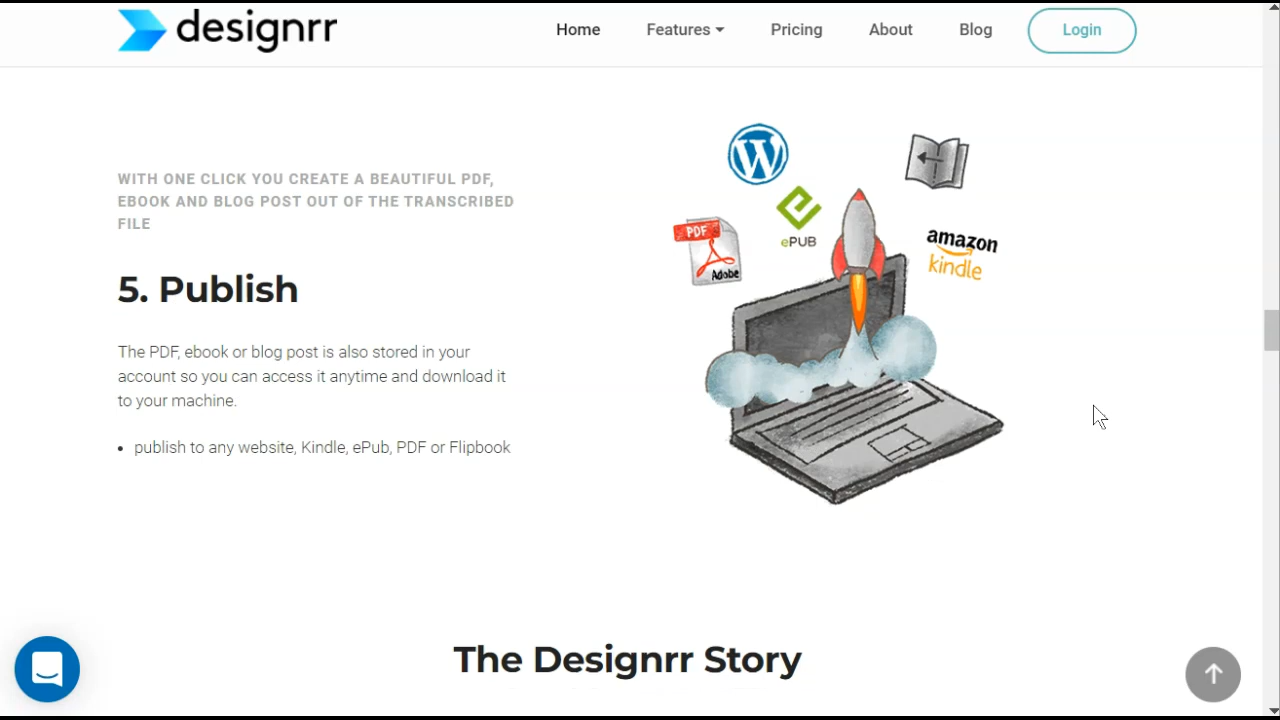 designrr
Home
Features
Pricing
About
Blog
Login
WITH ONE CLICK YOU CREATE A BEAUTIFUL PDF,
EBOOK AND BLOG POST OUT OF THE TRANSCRIBED
FILE
5. Publish
The PDF, ebook or blog post is also stored in your
account so you can access it anytime and download it
to your machine.
• publish to any website, Kindle, ePub, PDF or Flipbook
W
PDF
Adobe
ePUB
amazon
kindle
The Designrr Story